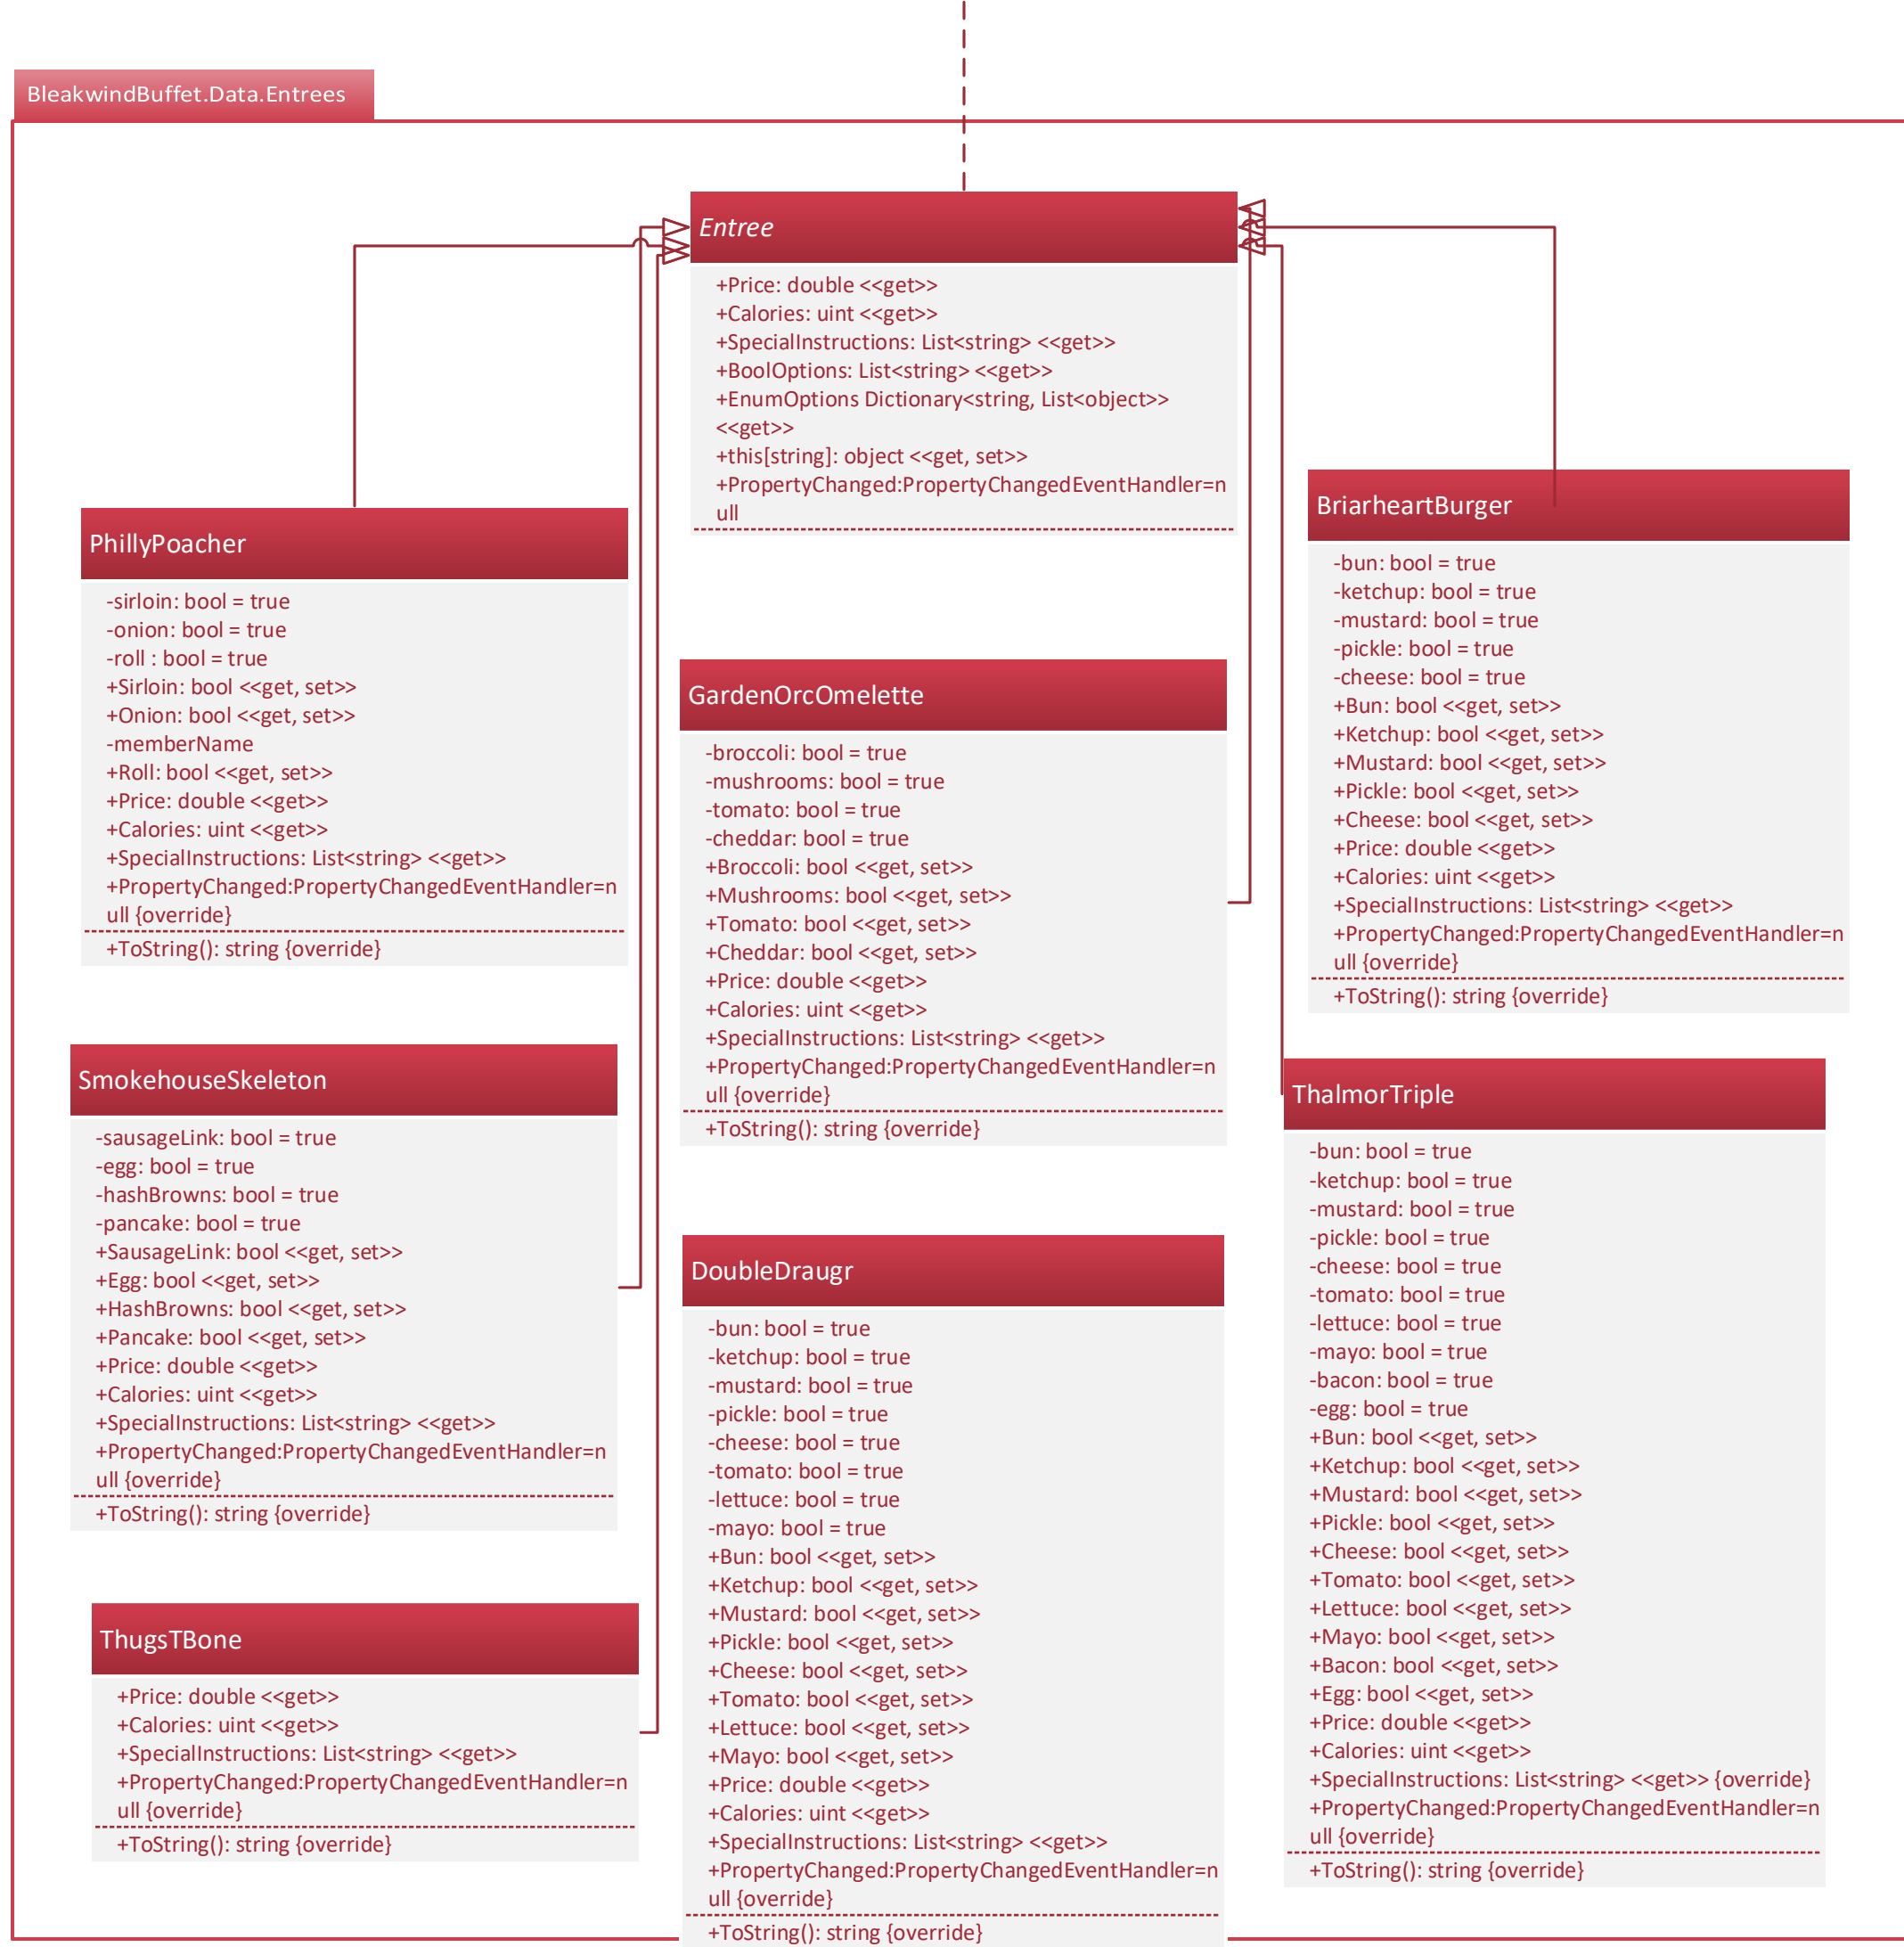 BleakwindBuffet.Data.Entrees
Entree
+Price: double <<get>>
+Calories: uint <<get>>
+SpecialInstructions: List<string> <<get>>
+BoolOptions: List<string> <<get>>
+EnumOptions Dictionary<string, List<object>>
<<get>>
+this[string]: object <<get, set>>
+PropertyChanged:PropertyChangedEventHandler=n
ull
PhillyPoacher
-sirloin: bool = true
-onion: bool = true
-roll : bool = true
+Sirloin: bool <<get, set>>
+Onion: bool <<get, set>>
-memberName
+Roll: bool <<get, set>>
+Price: double <<get>>
+Calories: uint <<get>>
+SpecialInstructions: List<string> <<get>>
+PropertyChanged:PropertyChangedEventHandler=n
ull {override}
+ToString(): string {override}
GardenOrcOmelette
-broccoli: bool = true
-mushrooms: bool = true
-tomato: bool = true
-cheddar: bool = true
+Broccoli: bool <<get, set>>
+Mushrooms: bool <<get, set>>
+Tomato: bool <<get, set>>
+Cheddar: bool <<get, set>>
+Price: double <<get>>
+Calories: uint <<get>>
+SpecialInstructions: List<string> <<get>>
+PropertyChanged:PropertyChangedEventHandler=n
ull {override}
+ToString(): string {override}
BriarheartBurger
-bun: bool = true
-ketchup: bool = true
-mustard: bool = true
-pickle: bool = true
-cheese: bool = true
+Bun: bool <<get, set>>
+Ketchup: bool <<get, set>>
+Mustard: bool <<get, set>>
+Pickle: bool <<get, set>>
+Cheese: bool <<get, set>>
+Price: double <<get>>
+Calories: uint <<get>>
+SpecialInstructions: List<string> <<get>>
+PropertyChanged:PropertyChangedEventHandler=n
ull {override}
+ToString(): string {override}
SmokehouseSkeleton
-sausageLink: bool = true
-egg: bool = true
-hashBrowns: bool = true
-pancake: bool = true
+SausageLink: bool <<get, set>>
+Egg: bool <<get, set>>
+HashBrowns: bool <<get, set>>
+Pancake: bool <<get, set>>
+Price: double <<get>>
+Calories: uint <<get>>
+SpecialInstructions: List<string> <<get>>
+PropertyChanged:PropertyChangedEventHandler=n
ull {override}
+ToString(): string {override}
ThugsTBone
+Price: double <<get>>
+Calories: uint <<get>>
+SpecialInstructions: List<string> <<get>>
+PropertyChanged:PropertyChangedEventHandler=n
ull {override}
+ToString(): string {override}
DoubleDraugr
-bun: bool = true
-ketchup: bool = true
-mustard: bool = true
-pickle: bool = true
-cheese: bool = true
-tomato: bool = true
-lettuce: bool = true
-mayo: bool = true
+Bun: bool <<get, set>>
+Ketchup: bool <<get, set>>
+Mustard: bool <<get, set>>
+Pickle: bool <<get, set>>
+Cheese: bool <<get, set>>
+Tomato: bool <<get, set>>
+Lettuce: bool <<get, set>>
+Mayo: bool <<get, set>>
+Price: double <<get>>
+Calories: uint <<get>>
+SpecialInstructions: List<string> <<get>>
+PropertyChanged:PropertyChangedEventHandler=n
ull {override}
+ToString(): string {override}
ThalmorTriple
-bun: bool = true
-ketchup: bool = true
-mustard: bool = true
-pickle: bool = true
-cheese: bool = true
-tomato: bool = true
-lettuce: bool = true
-mayo: bool = true
-bacon: bool = true
-egg: bool = true
+Bun: bool <<get, set>>
+Ketchup: bool <<get, set>>
+Mustard: bool <<get, set>>
+Pickle: bool <<get, set>>
+Cheese: bool <<get, set>>
+Tomato: bool <<get, set>>
+Lettuce: bool <<get, set>>
+Mayo: bool <<get, set>>
+Bacon: bool <<get, set>>
+Egg: bool <<get, set>>
+Price: double <<get>>
+Calories: uint <<get>>
+SpecialInstructions: List<string> <<get>> {override}
+PropertyChanged:PropertyChangedEventHandler=n
ull {override}
+ToString(): string {override}